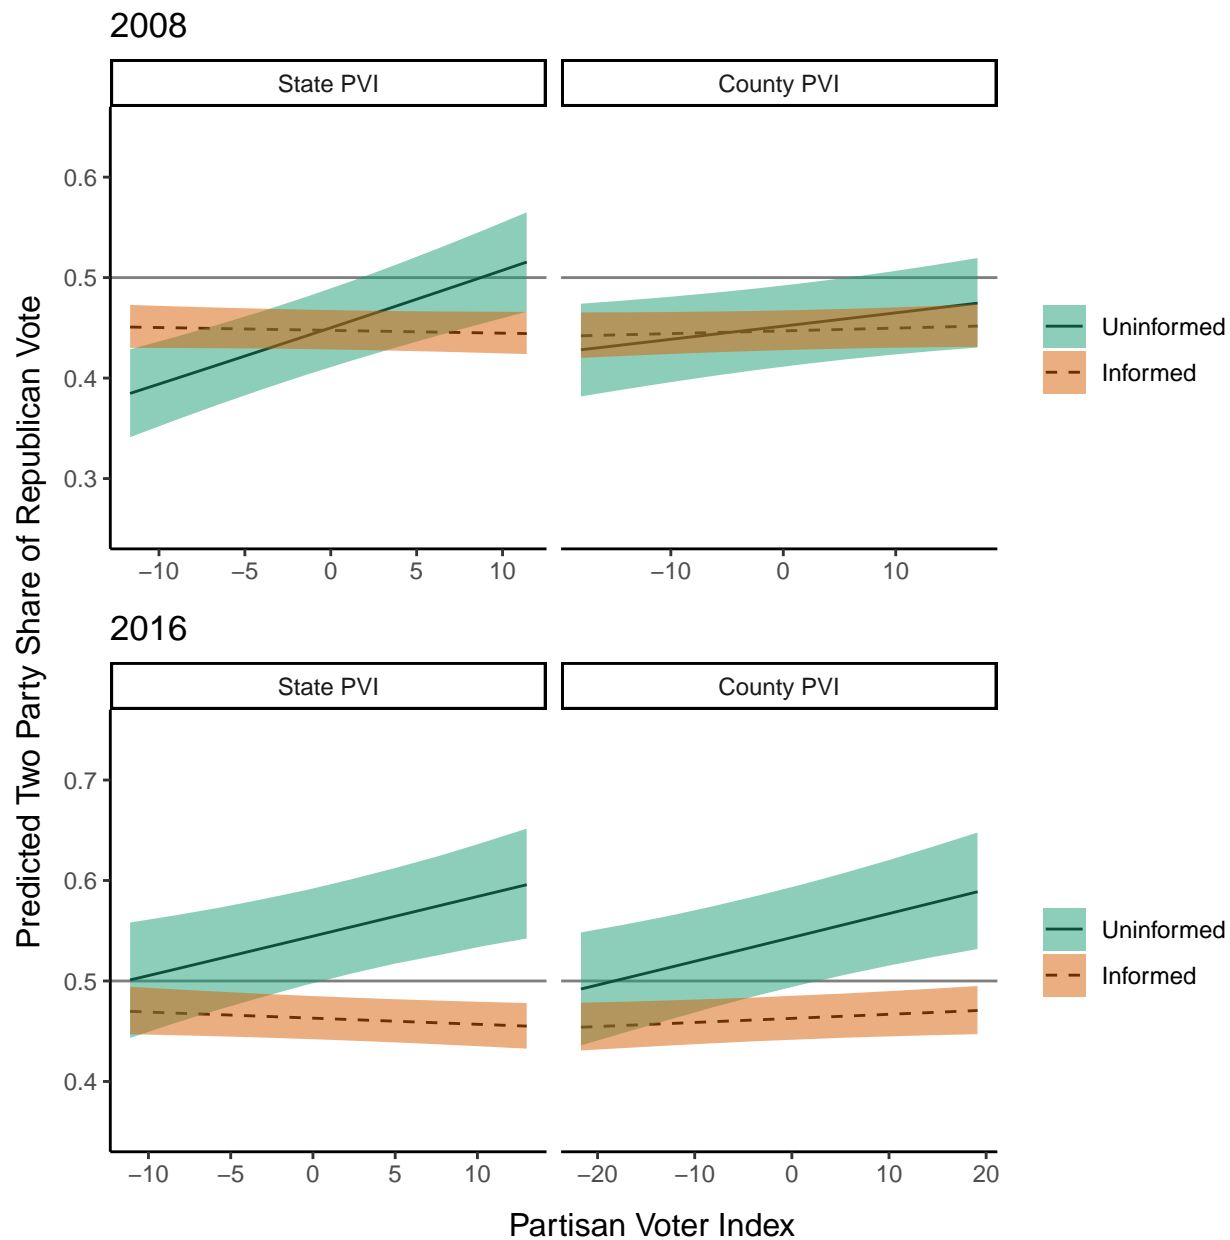 2008
State PVI
County PVI
0.6
0.5
0.4
0.3
−10 −5 0 5 10
−10 0 10
Uninformed
Informed
Predicted Two Party Share of Republican Vote
2016
State PVI
County PVI
0.7
0.6
0.5
0.4
−10 −5 0 5 10
−20 −10 0 10 20
Uninformed
Informed
Partisan Voter Index